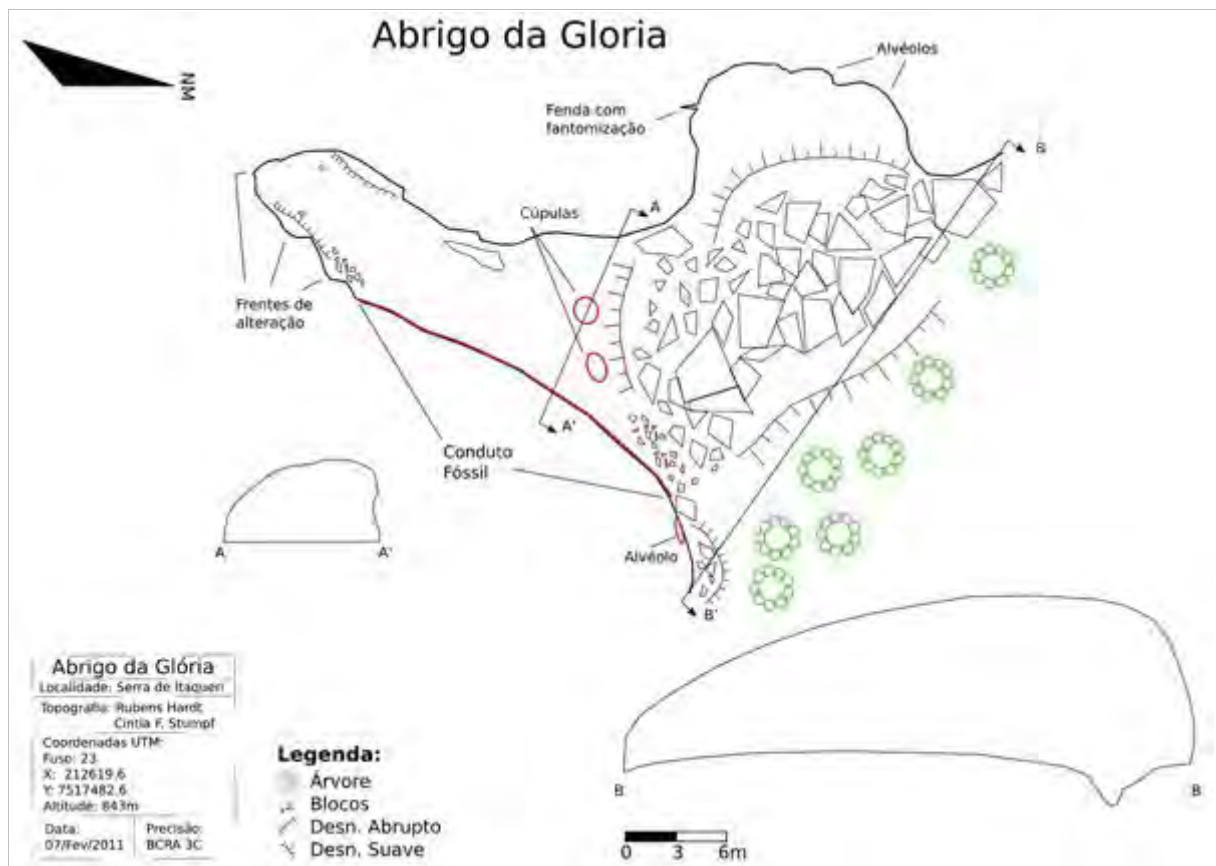 Abrigo da Gloria
NM
Alvéolos
Fenda com
fantomização
B
A
Cúpulas
Frentes de
alteração
A'
Conduto
Fóssil
Alvéolo
B'
A
A'
B
B
Abrigo da Glória
Localidade: Serra de Itaqueri
Topografia: Rubens Hardt
Cintia F. Stumpf
Coordenadas UTM:
Fuso: 23
X: 212619.6
Y: 7517482.6
Altitude: 843m
Data:
07/Fev/2011
Precisão:
BCRA 3C
Legenda:
Árvore
Blocos
Desn. Abrupto
Desn. Suave
0 3 6m